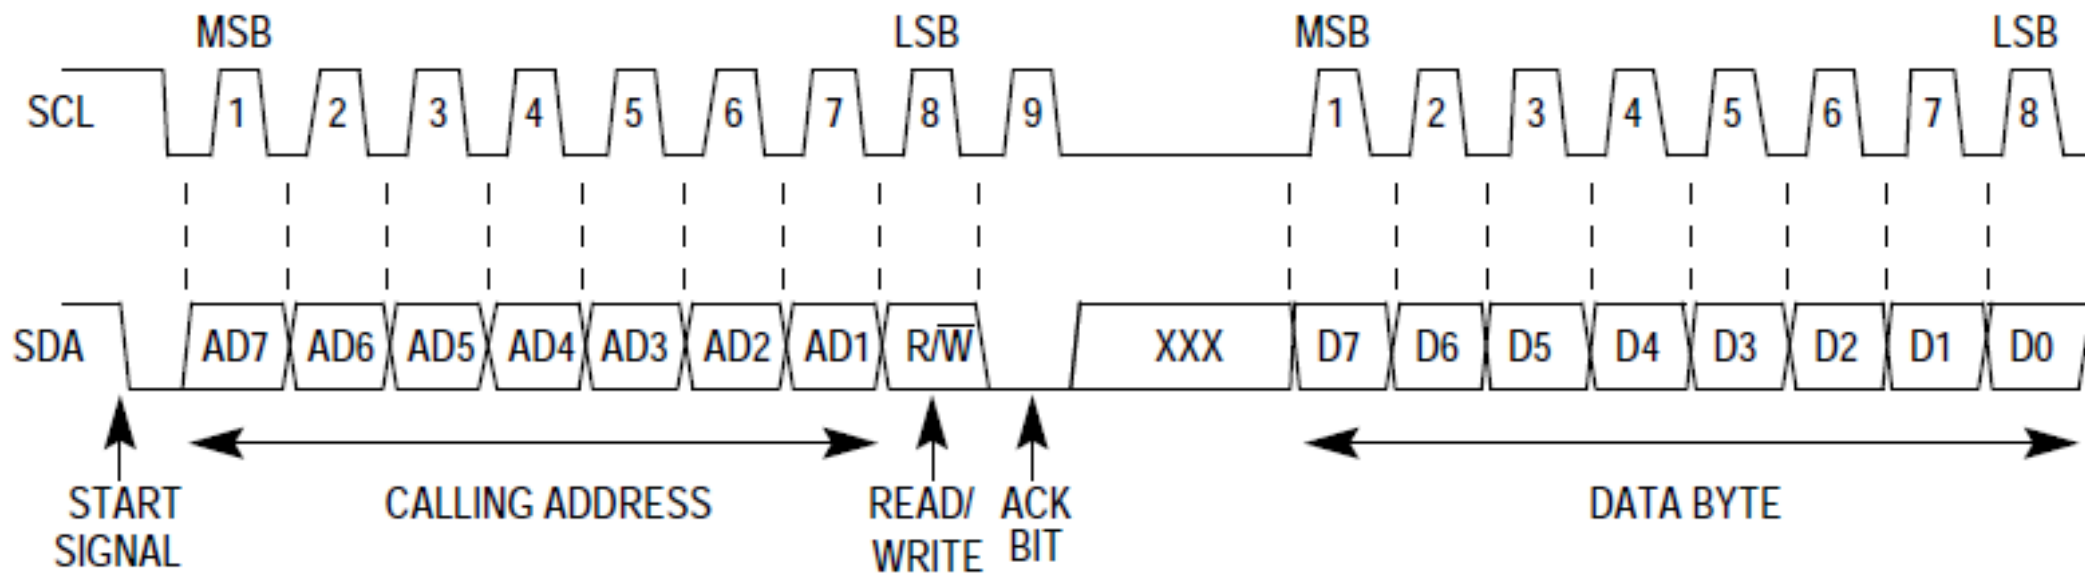 MSB LSB MSB LSB
SCL 1 2 3 4 5 6 7 8 9 1 2 3 4 5 6 7 8
SDA AD7 AD6 AD5 AD4 AD3 AD2 AD1 R/W̅ XXX D7 D6 D5 D4 D3 D2 D1 D0
START SIGNAL
CALLING ADDRESS
READ/
WRITE
ACK
BIT
DATA BYTE